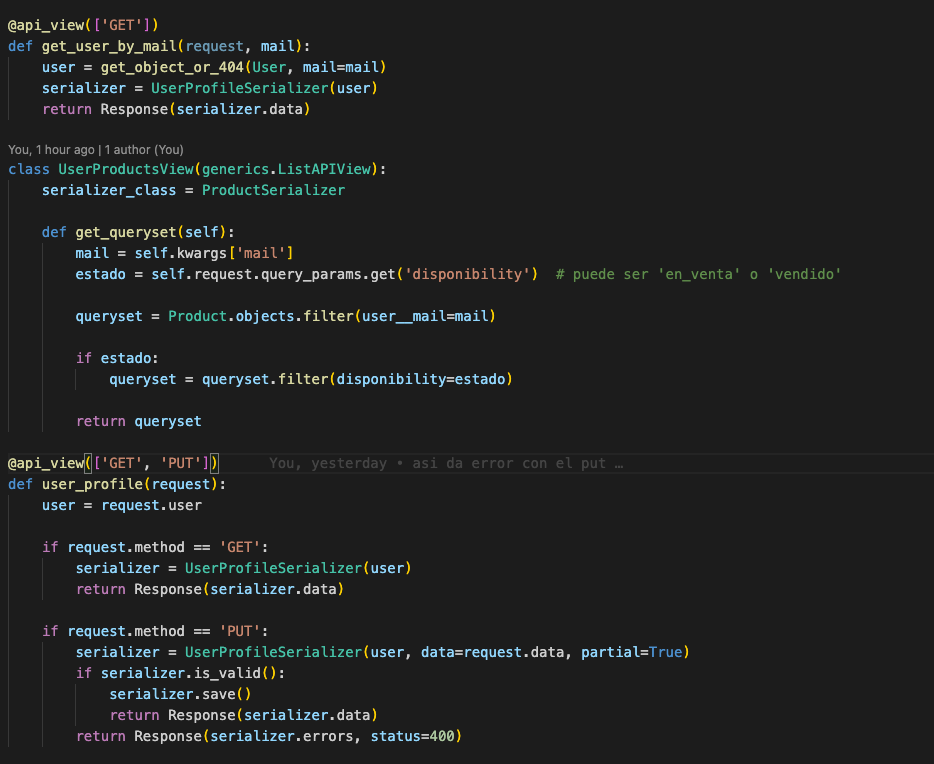 @api_view(['GET'])
def get_user_by_mail(request, mail):
    user = get_object_or_404(User, mail=mail)
    serializer = UserProfileSerializer(user)
    return Response(serializer.data)
You, 1 hour ago | 1 author (You)
class UserProductsView(generics.ListAPIView):
    serializer_class = ProductSerializer
    def get_queryset(self):
        mail = self.kwargs['mail']
        estado = self.request.query_params.get('disponibility')  # puede ser 'en_venta' o 'vendido'
        queryset = Product.objects.filter(user__mail=mail)
        if estado:
            queryset = queryset.filter(disponibility=estado)
        return queryset
@api_view(['GET', 'PUT'])      You, yesterday • asi da error con el put …
def user_profile(request):
    user = request.user
    if request.method == 'GET':
        serializer = UserProfileSerializer(user)
        return Response(serializer.data)
    if request.method == 'PUT':
        serializer = UserProfileSerializer(user, data=request.data, partial=True)
        if serializer.is_valid():
            serializer.save()
            return Response(serializer.data)
        return Response(serializer.errors, status=400)